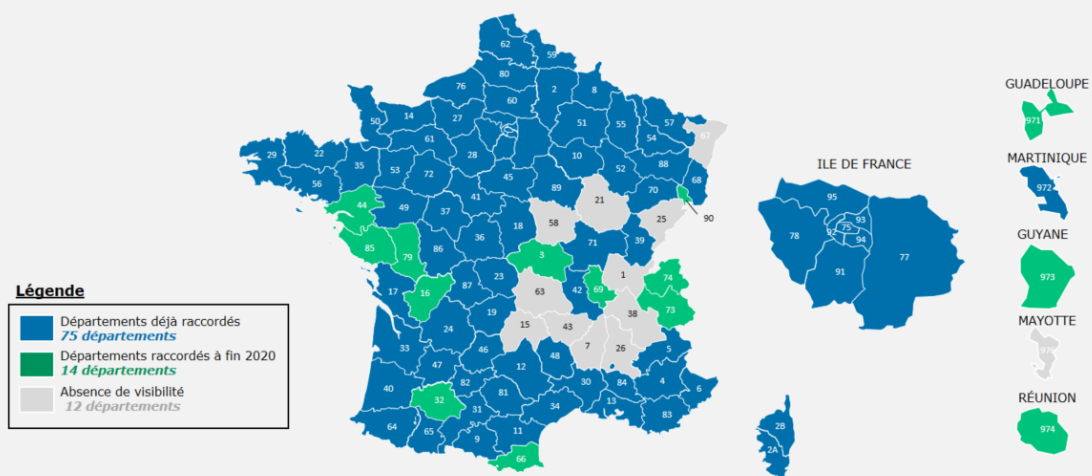 62 59
80
76 2 8
60
50 14 27 51 55 57 67
61 54
29 22 35 28 10 88
53 72 52 68
56 45
89 70
44 49 41 21
37 58 25 90
18
85 79 86 36 71 39
3
17 16 87 23 42 69 1 74
63
19 38 73
24 15 43
33 7 26 5
46 48
47 12
40 82 30 84 4 6
32 81
31 34 13 83
64 65 11
9
66
2B
2A
ILE DE FRANCE
95
93
78 92 75
94 77
91
GUADELOUPE
971
MARTINIQUE
972
GUYANE
973
MAYOTTE
976
RÉUNION
974
Légende
Départements déjà raccordés
75 départements
Départements raccordés à fin 2020
14 départements
Absence de visibilité
12 départements